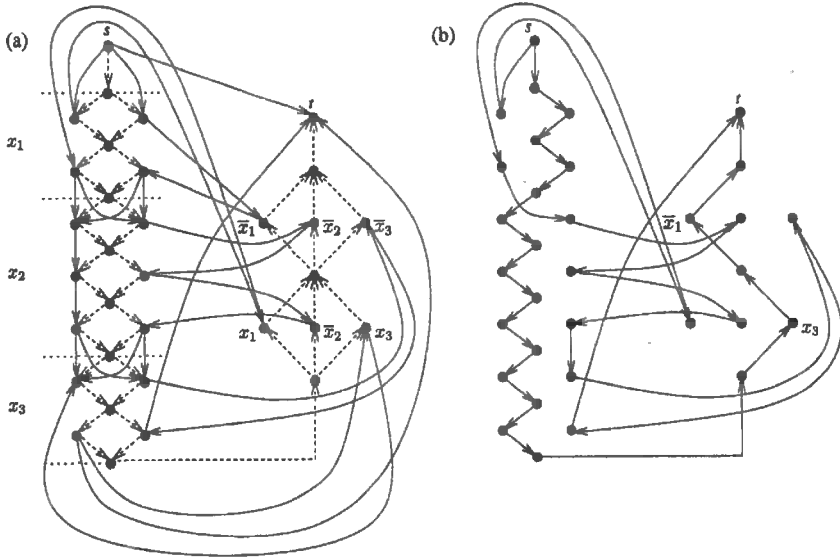 (a)
s
t
x₁
x̅₁
x̅₂
x̅₃
x₂
x₁
x̅₂
x₃
x₃
(b)
s
t
x̅₁
x₃